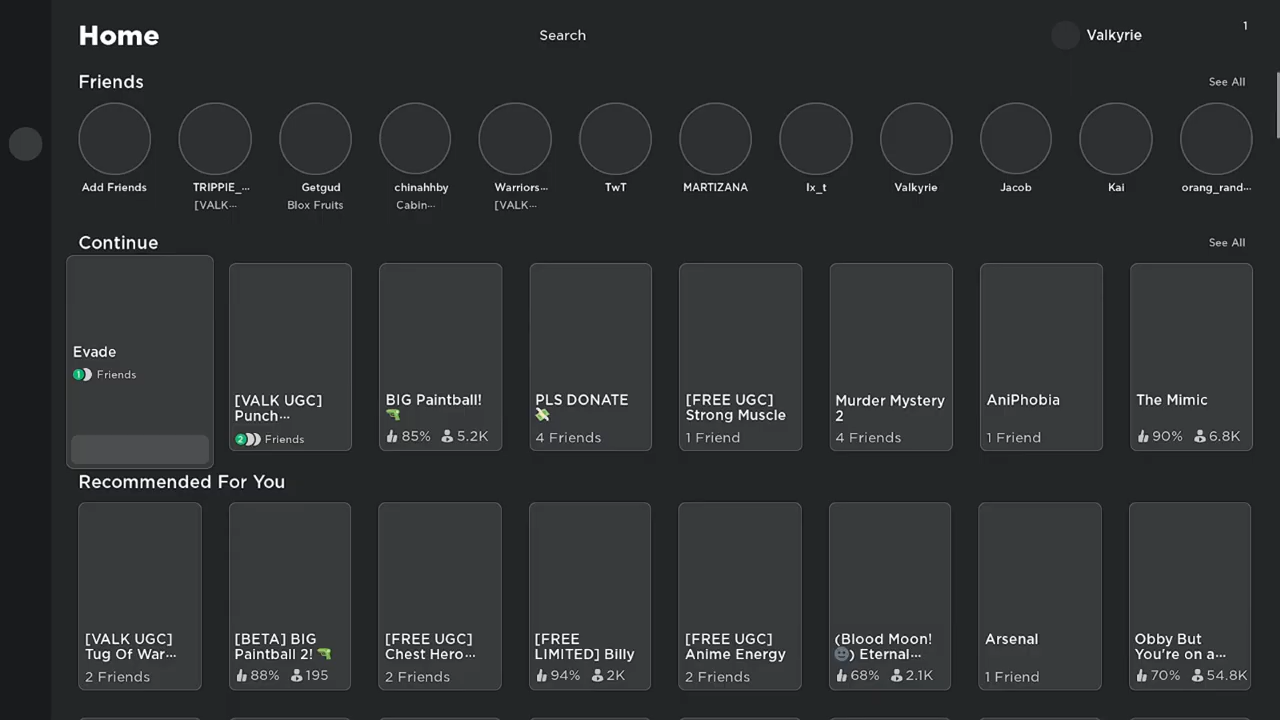 Home
Search
Valkyrie
1
Friends
See All
Add Friends
TRIPPIE_...
[VALK...
Getgud
Blox Fruits
chinahhby
Cabin...
Warriors...
[VALK...
TwT
MARTIZANA
Valkyrie
Jacob
Kai
orang_rand...
Continue
See All
Evade
1 Friends
[VALK UGC]
Punch...
2 Friends
BIG Paintball!
🔫
85% 5.2K
PLS DONATE
💸
4 Friends
[FREE UGC]
Strong Muscle
1 Friend
Murder Mystery
2
4 Friends
AniPhobia
1 Friend
The Mimic
90% 6.8K
Recommended For You
[VALK UGC]
Tug Of War...
2 Friends
[BETA] BIG
Paintball 2! 🔫
88% 195
[FREE UGC]
Chest Hero...
2 Friends
[FREE
LIMITED] Billy
94% 2K
[FREE UGC]
Anime Energy
2 Friends
(Blood Moon!
🌚) Eternal...
68% 2.1K
Arsenal
1 Friend
Obby But
You're on a...
70% 54.8K